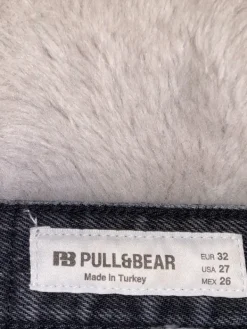 PB PULL&BEAR
Made in Turkey
EUR 32
USA 27
MEX 26